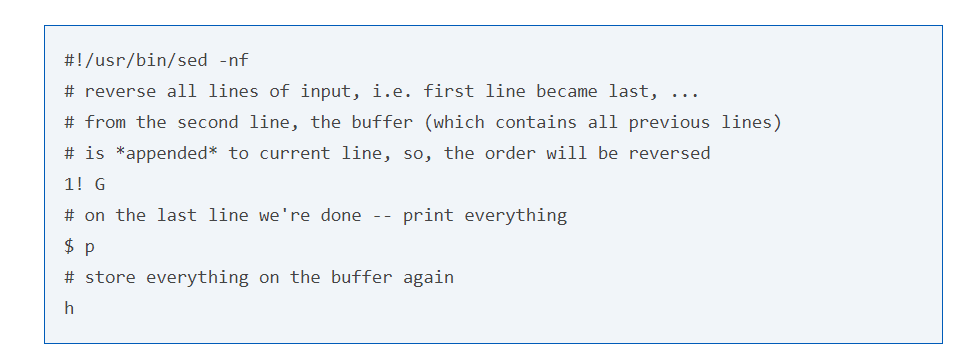 #!/usr/bin/sed -nf
# reverse all lines of input, i.e. first line became last, ...
# from the second line, the buffer (which contains all previous lines)
# is *appended* to current line, so, the order will be reversed
1! G
# on the last line we're done -- print everything
$ p
# store everything on the buffer again
h